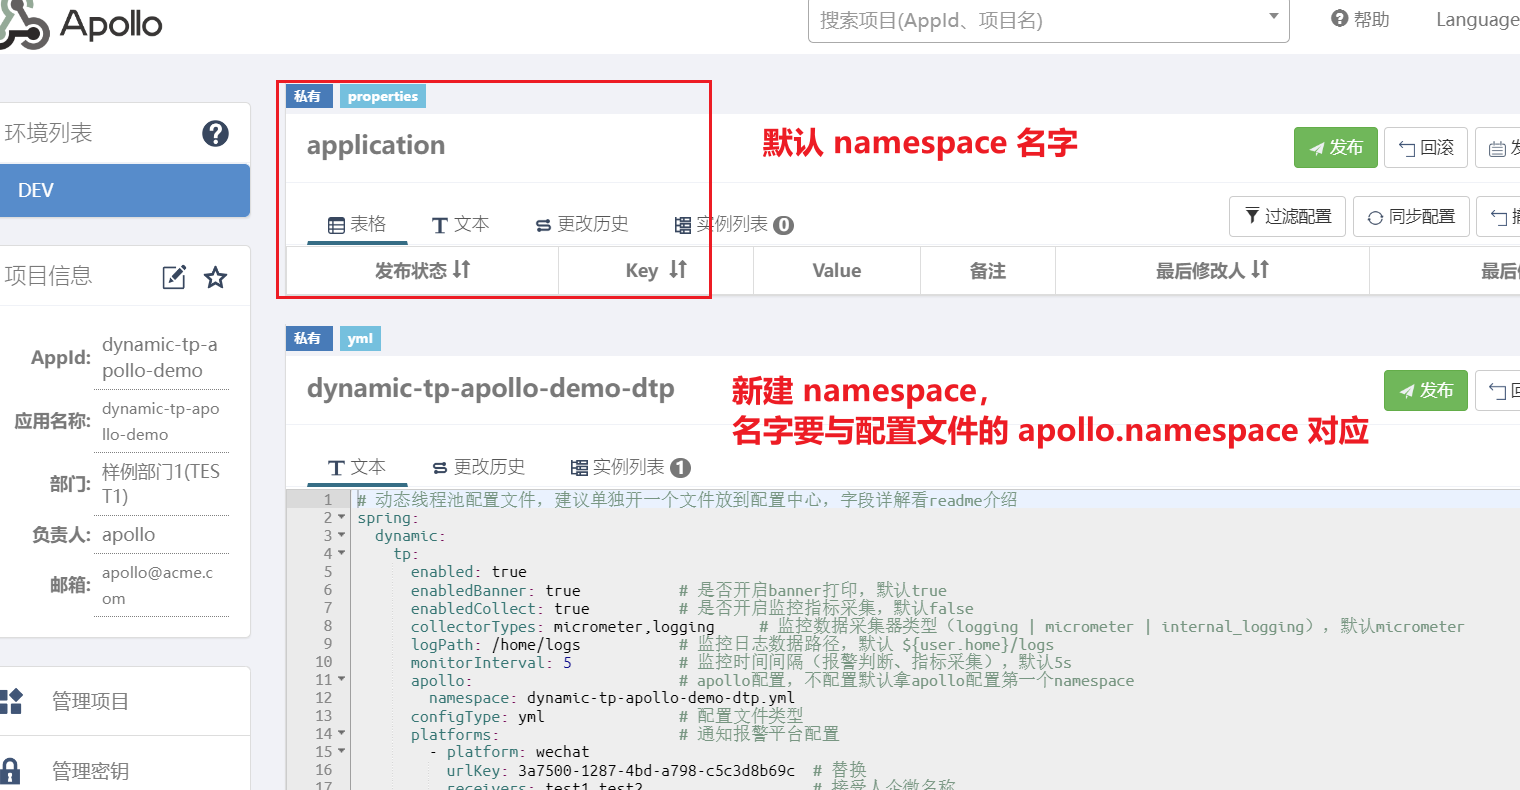 Apollo
搜索项目(AppId、项目名)
帮助
Language
环境列表
DEV
项目信息
AppId: dynamic-tp-a
pollo-demo
应用名称: dynamic-tp-apo
llo-demo
部门: 样例部门1(TES
T1)
负责人: apollo
邮箱: apollo@acme.c
om
管理项目
管理密钥
私有 properties
application
默认 namespace 名字
发布 回滚
表格 文本 更改历史 实例列表 0
过滤配置 同步配置
发布状态 Key Value 备注 最后修改人 最后
私有 yml
dynamic-tp-apollo-demo-dtp
新建 namespace，
名字要与配置文件的 apollo.namespace 对应
发布
文本 更改历史 实例列表 1
1 # 动态线程池配置文件，建议单独开一个文件放到配置中心，字段详解看readme介绍
2 spring:
3 dynamic:
4 tp:
5 enabled: true
6 enabledBanner: true # 是否开启banner打印，默认true
7 enabledCollect: true # 是否开启监控指标采集，默认false
8 collectorTypes: micrometer,logging # 监控数据采集器类型（logging | micrometer | internal_logging），默认micrometer
9 logPath: /home/logs # 监控日志数据路径，默认 ${user.home}/logs
10 monitorInterval: 5 # 监控时间间隔（报警判断、指标采集），默认5s
11 apollo: # apollo配置，不配置默认拿apollo配置第一个namespace
12 namespace: dynamic-tp-apollo-demo-dtp.yml
13 configType: yml # 配置文件类型
14 platforms: # 通知报警平台配置
15 - platform: wechat
16 urlKey: 3a7500-1287-4bd-a798-c5c3d8b69c # 替换
17 receivers: test1,test2 # 接受人企微名称